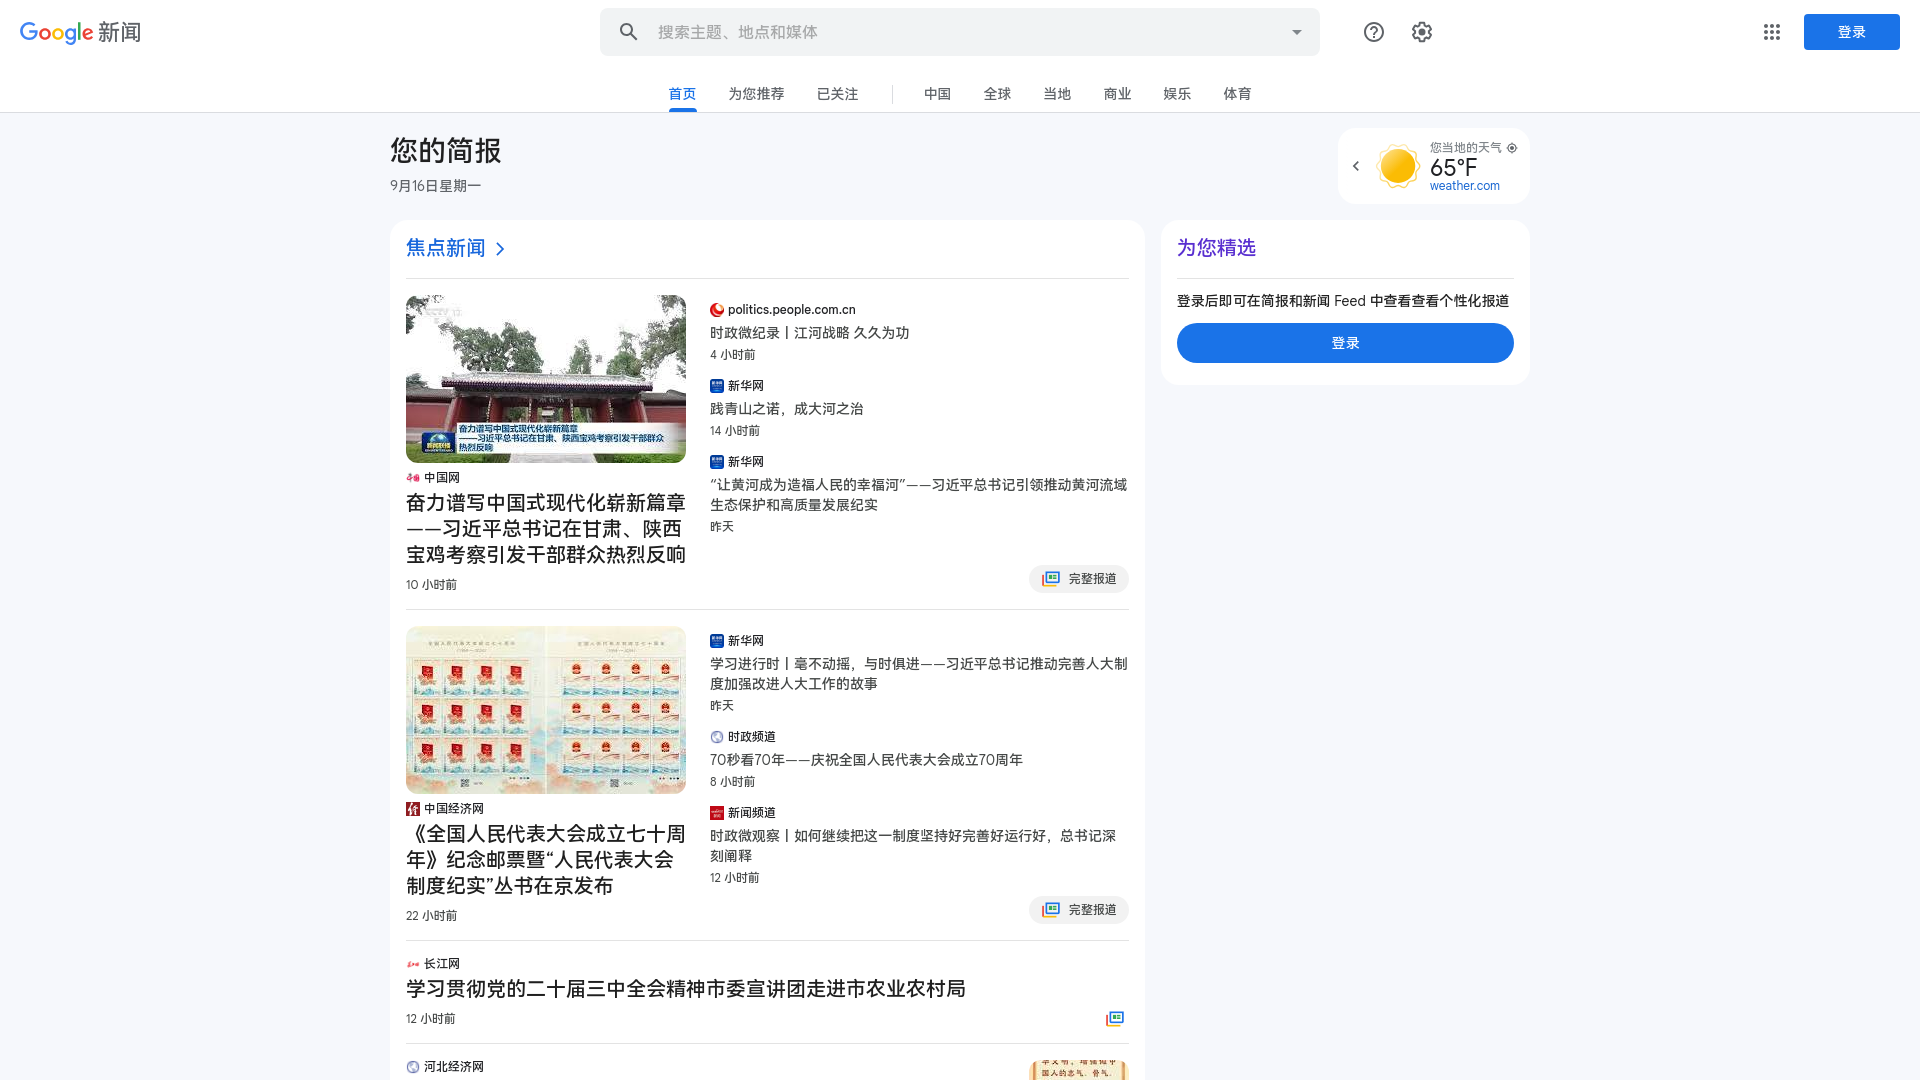 Google 新闻
搜索主题、地点和媒体
登录
首页
为您推荐
已关注
中国
全球
当地
商业
娱乐
体育
您的简报
9月16日星期一
您当地的天气
65°F
weather.com
焦点新闻
奋力谱写中国式现代化崭新篇章
——习近平总书记在甘肃、陕西宝鸡考察引发干部群众
热烈反响
中国网
奋力谱写中国式现代化崭新篇章
——习近平总书记在甘肃、陕西
宝鸡考察引发干部群众热烈反响
10 小时前
politics.people.com.cn
时政微纪录丨江河战略 久久为功
4 小时前
新华网
践青山之诺，成大河之治
14 小时前
新华网
“让黄河成为造福人民的幸福河”——习近平总书记引领推动黄河流域
生态保护和高质量发展纪实
昨天
完整报道
中国经济网
《全国人民代表大会成立七十周
年》纪念邮票暨“人民代表大会
制度纪实”丛书在京发布
22 小时前
新华网
学习进行时丨毫不动摇，与时俱进——习近平总书记推动完善人大制
度加强改进人大工作的故事
昨天
时政频道
70秒看70年——庆祝全国人民代表大会成立70周年
8 小时前
新闻频道
时政微观察丨如何继续把这一制度坚持好完善好运行好，总书记深
刻阐释
12 小时前
完整报道
长江网
学习贯彻党的二十届三中全会精神市委宣讲团走进市农业农村局
12 小时前
河北经济网
国人的志气、骨气、
为您精选
登录后即可在简报和新闻 Feed 中查看查看个性化报道
登录